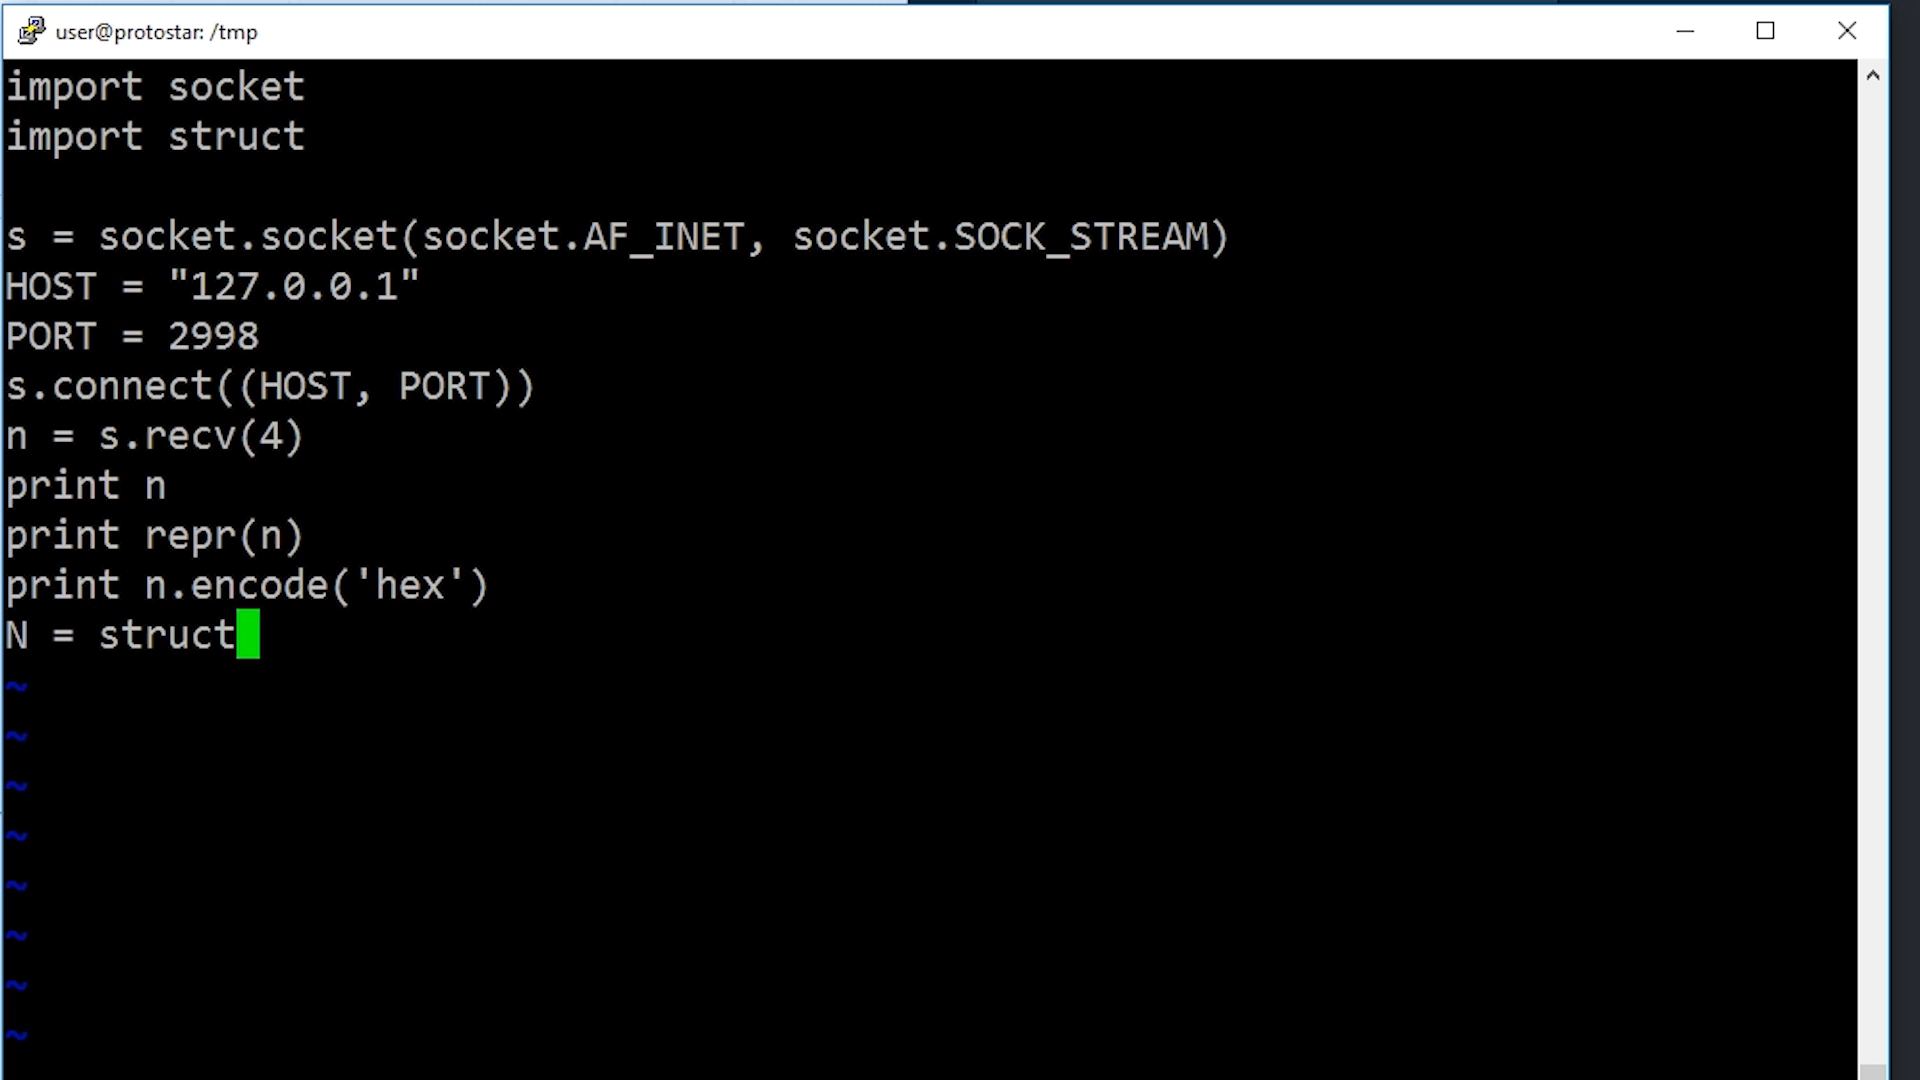 user@protostar: /tmp
import socket
import struct
s = socket.socket(socket.AF_INET, socket.SOCK_STREAM)
HOST = "127.0.0.1"
PORT = 2998
s.connect((HOST, PORT))
n = s.recv(4)
print n
print repr(n)
print n.encode('hex')
N = struct
~
~
~
~
~
~
~
~